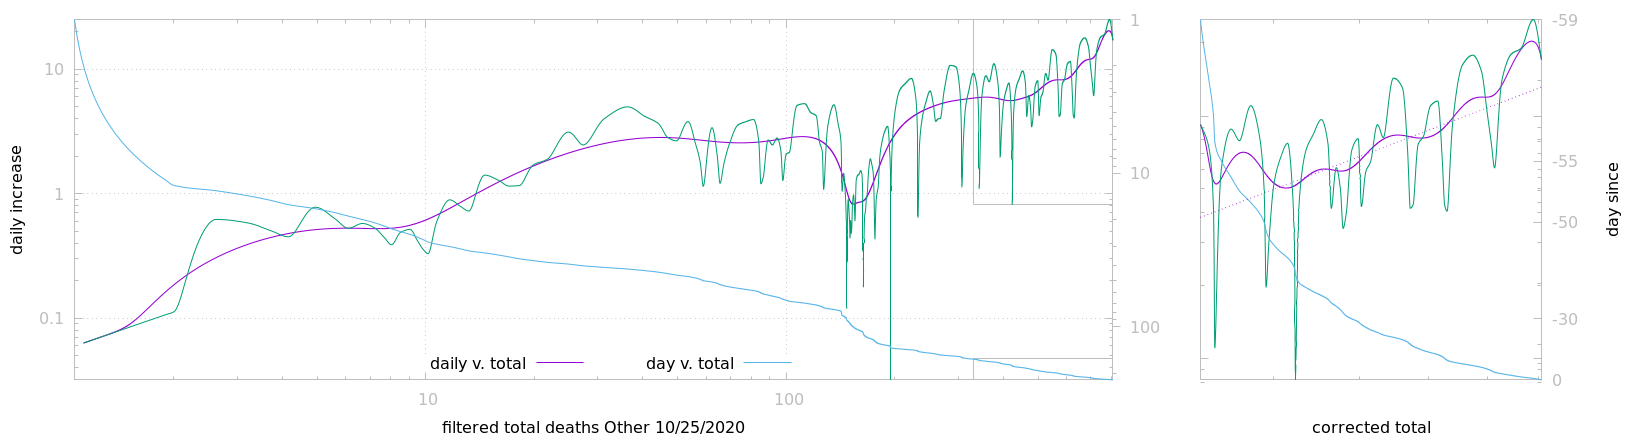 daily increase
10
1
0.1
10
100
filtered total deaths Other 10/25/2020
daily v. total
day v. total
1
10
100
-59
-55
-50
-30
0
day since
corrected total